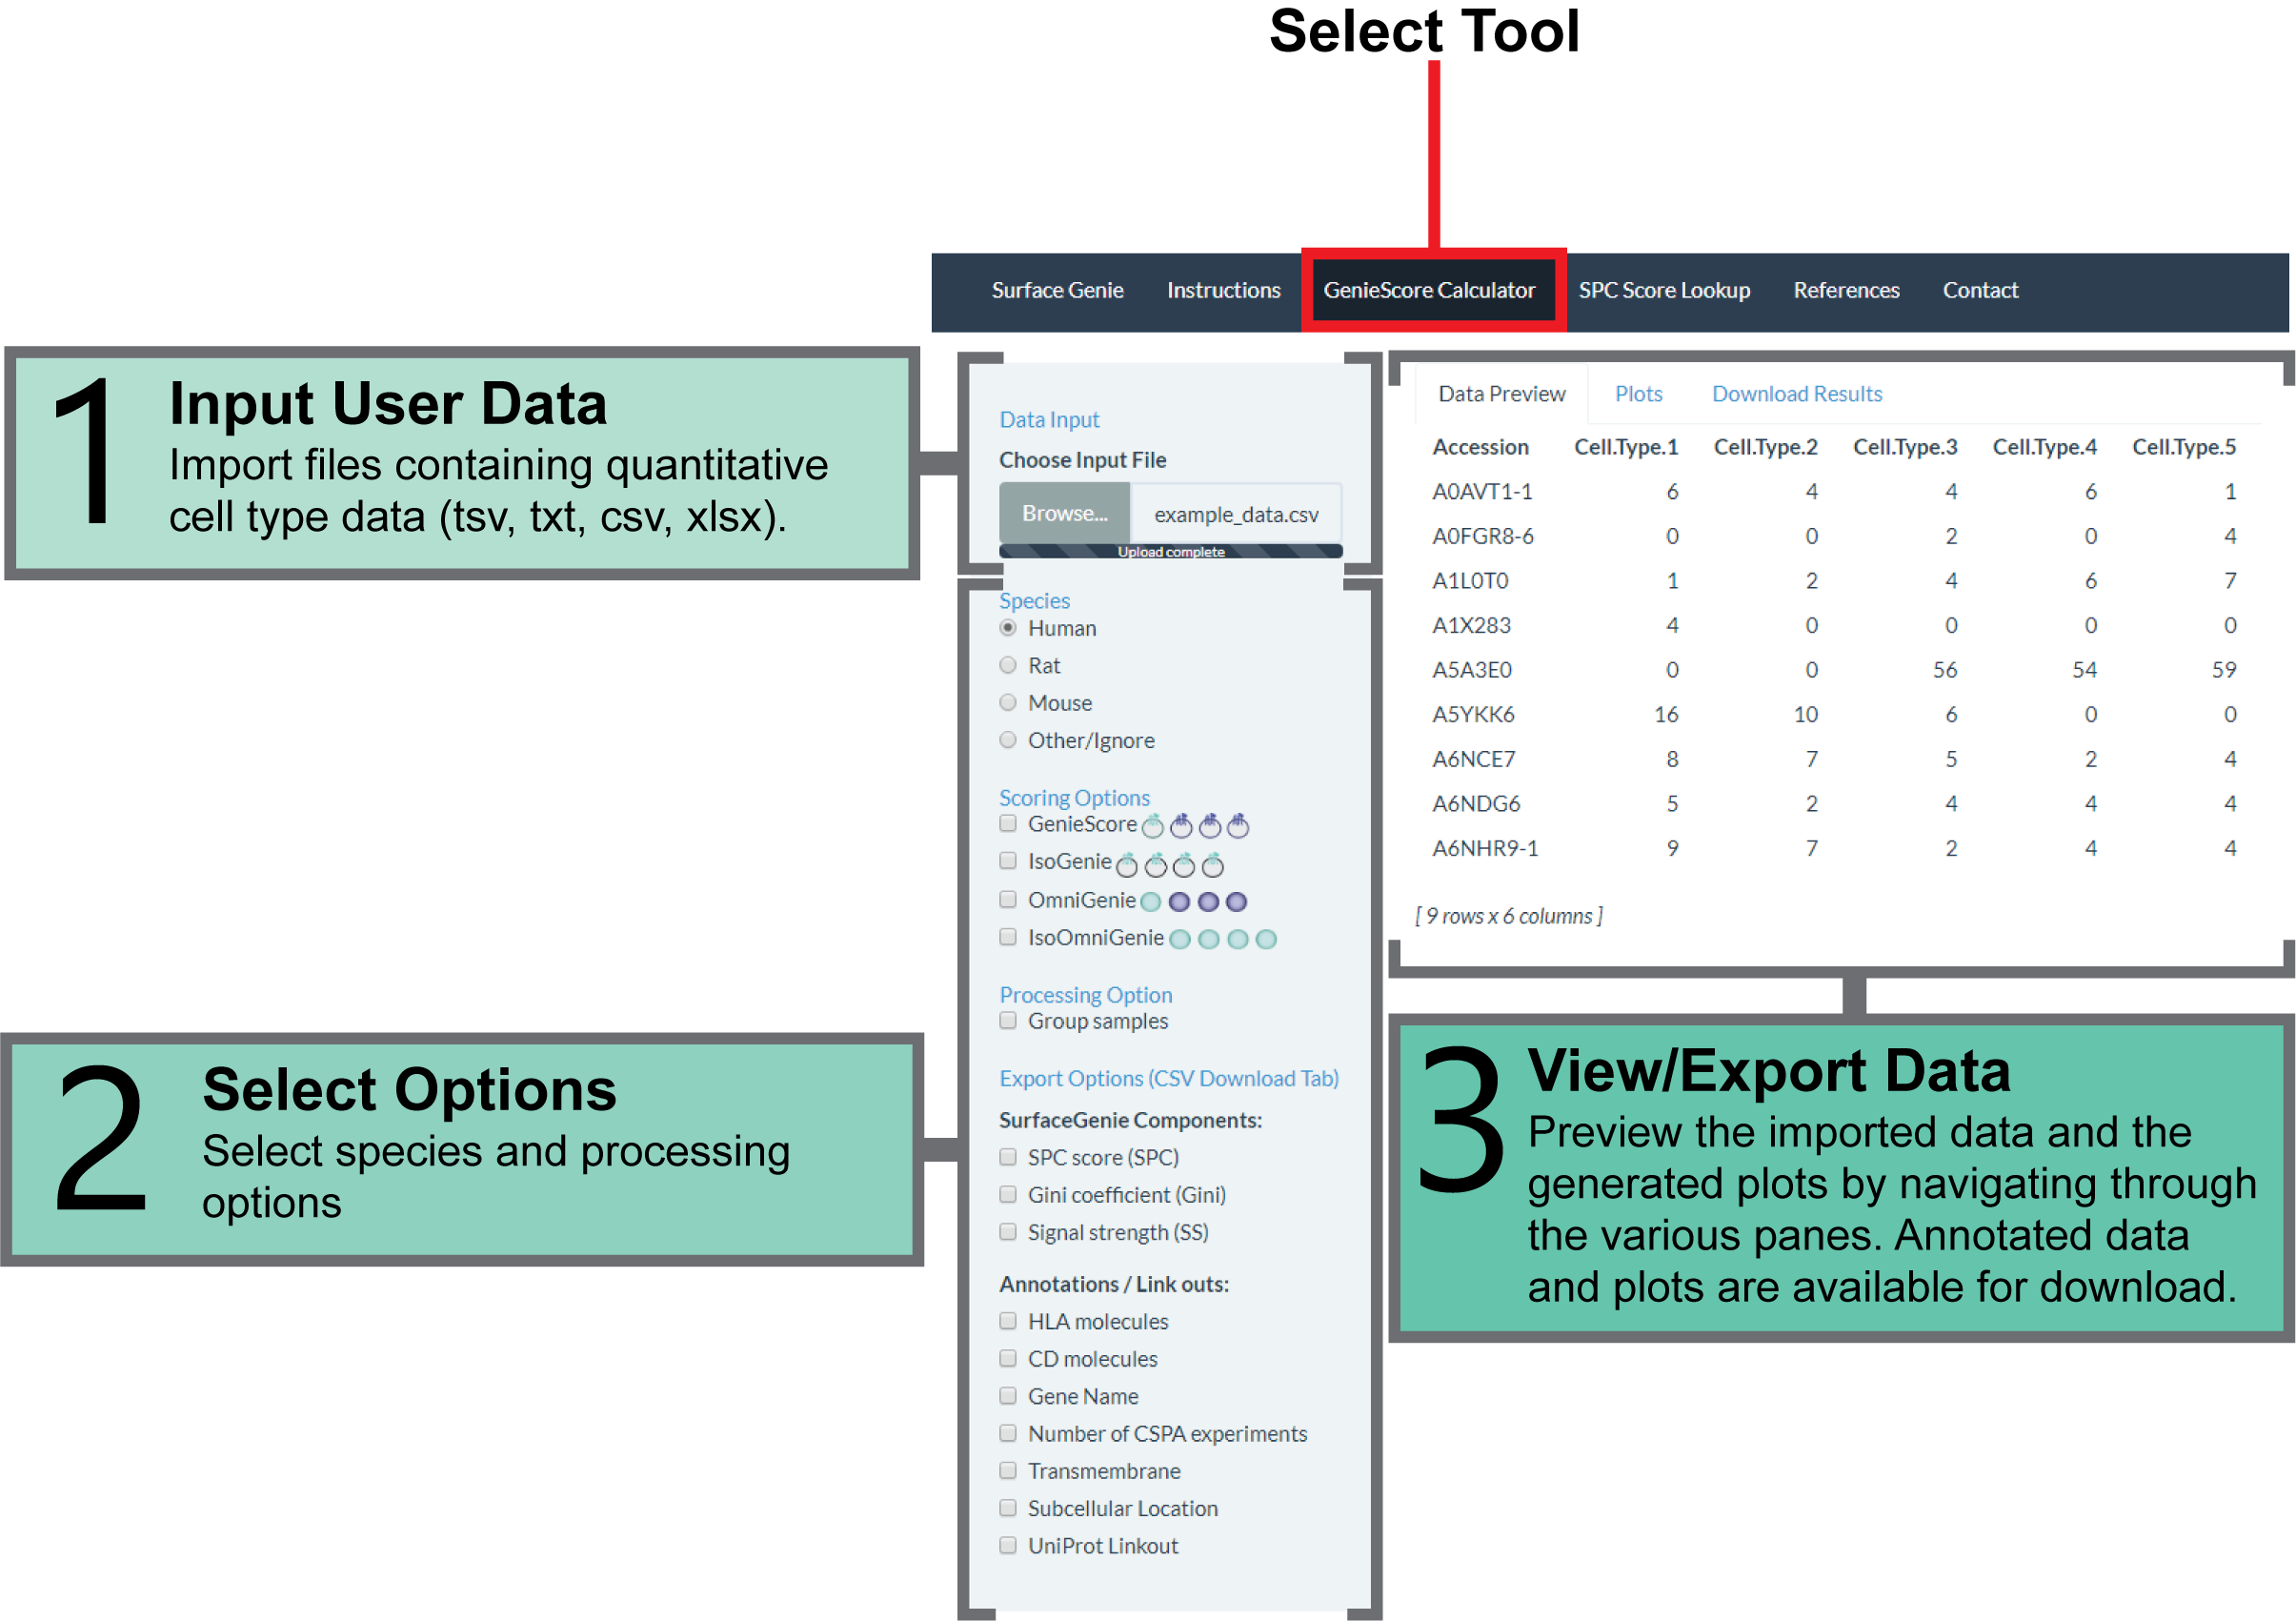 Select Tool
Surface Genie Instructions GenieScore Calculator SPC Score Lookup References Contact
1 Input User Data
Import files containing quantitative
cell type data (tsv, txt, csv, xlsx).
Data Input
Choose Input File
Browse... example_data.csv
Upload complete
2 Select Options
Select species and processing
options
Species
Human
Rat
Mouse
Other/Ignore
Scoring Options
GenieScore
IsoGenie
OmniGenie
IsoOmniGenie
Processing Option
Group samples
Export Options (CSV Download Tab)
SurfaceGenie Components:
SPC score (SPC)
Gini coefficient (Gini)
Signal strength (SS)
Annotations / Link outs:
HLA molecules
CD molecules
Gene Name
Number of CSPA experiments
Transmembrane
Subcellular Location
UniProt Linkout
Data Preview Plots Download Results
Accession Cell.Type.1 Cell.Type.2 Cell.Type.3 Cell.Type.4 Cell.Type.5
A0AVT1-1 6 4 4 6 1
A0FGR8-6 0 0 2 0 4
A1L0T0 1 2 4 6 7
A1X283 4 0 0 0 0
A5A3E0 0 0 56 54 59
A5YKK6 16 10 6 0 0
A6NCE7 8 7 5 2 4
A6NDG6 5 2 4 4 4
A6NHR9-1 9 7 2 4 4
[ 9 rows x 6 columns ]
3 View/Export Data
Preview the imported data and the
generated plots by navigating through
the various panes. Annotated data
and plots are available for download.